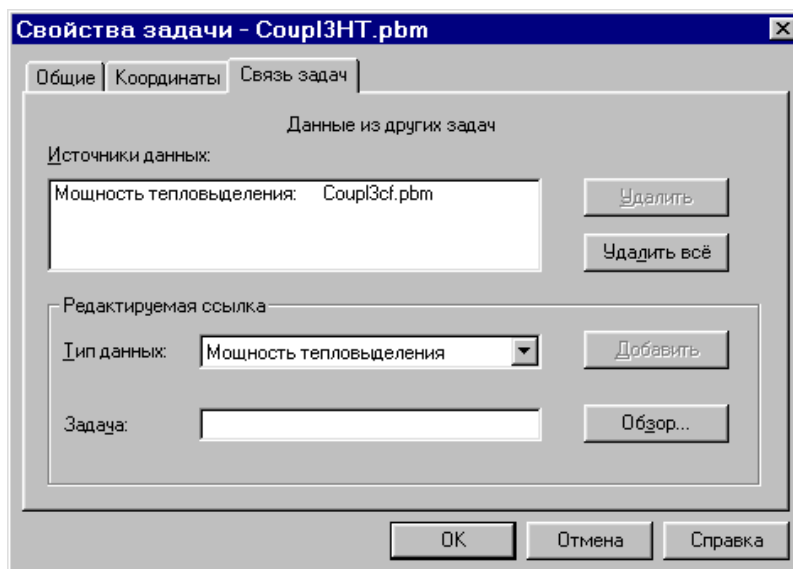 Свойства задачи - Coupl3HT.pbm
Общие Координаты Связь задач
Данные из других задач
Источники данных:
Мощность тепловыделения: Coupl3cf.pbm
Удалить
Удалить всё
Редактируемая ссылка
Тип данных: Мощность тепловыделения Добавить
Задача: Обзор...
OK Отмена Справка